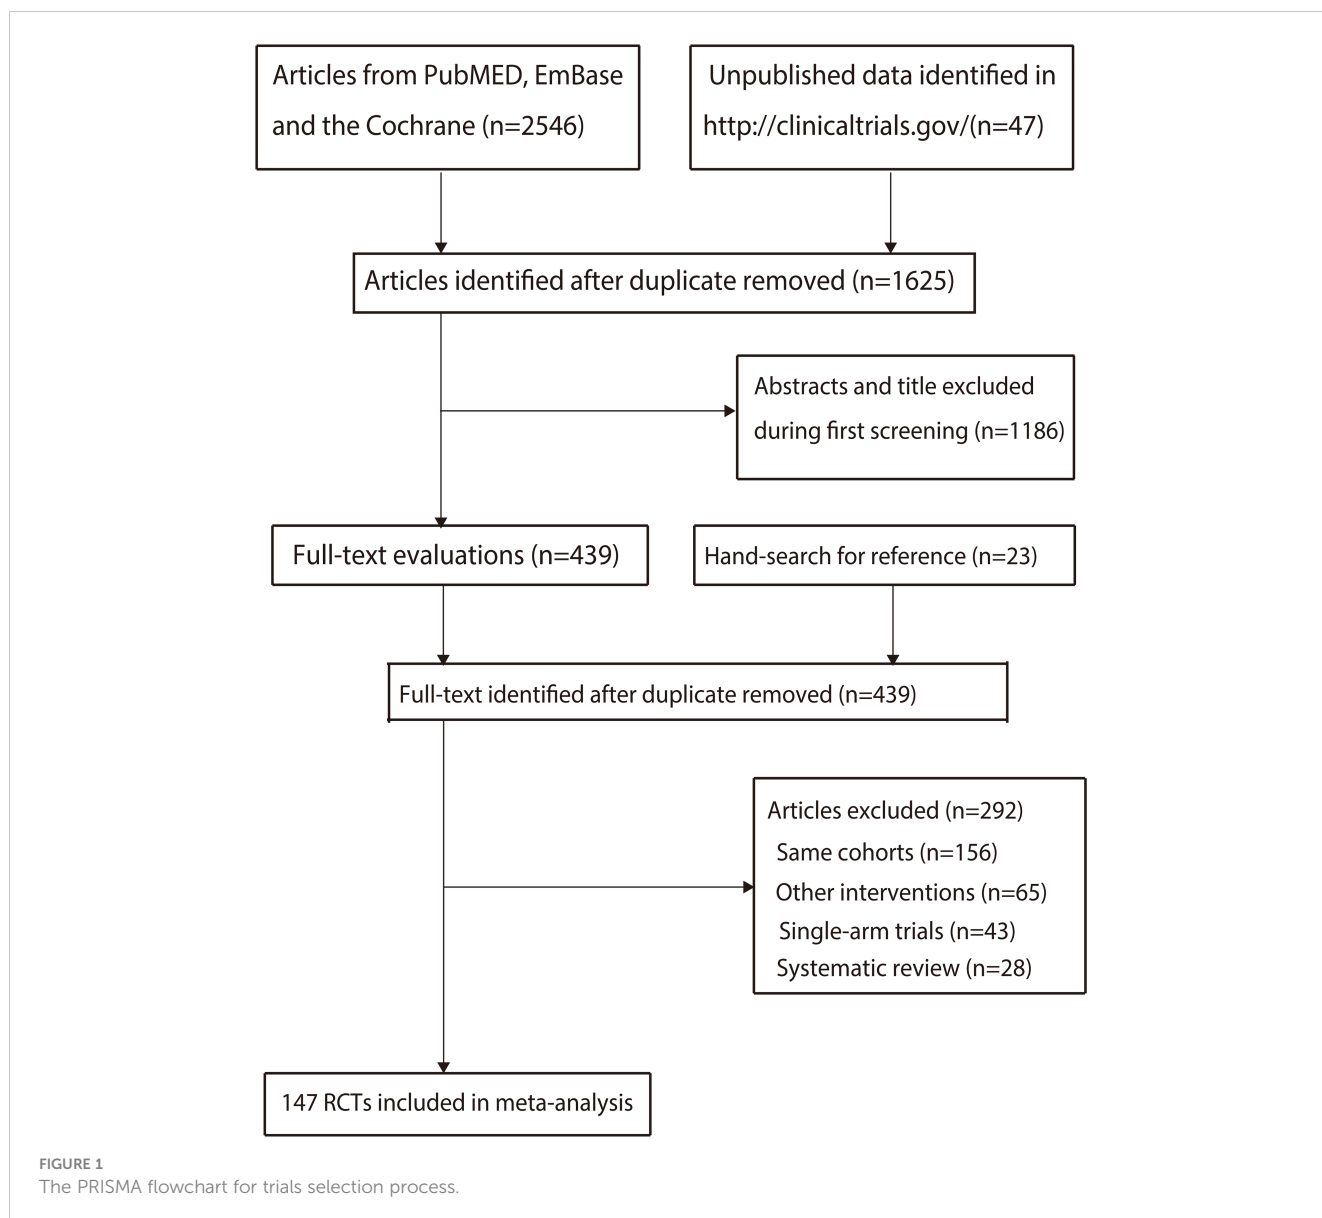 Articles from PubMED, EmBase
and the Cochrane (n=2546)
Unpublished data identified in
http://clinicaltrials.gov/(n=47)
Articles identified after duplicate removed (n=1625)
Abstracts and title excluded
during first screening (n=1186)
Full-text evaluations (n=439)
Hand-search for reference (n=23)
Full-text identified after duplicate removed (n=439)
Articles excluded (n=292)
Same cohorts (n=156)
Other interventions (n=65)
Single-arm trials (n=43)
Systematic review (n=28)
147 RCTs included in meta-analysis
FIGURE 1
The PRISMA flowchart for trials selection process.